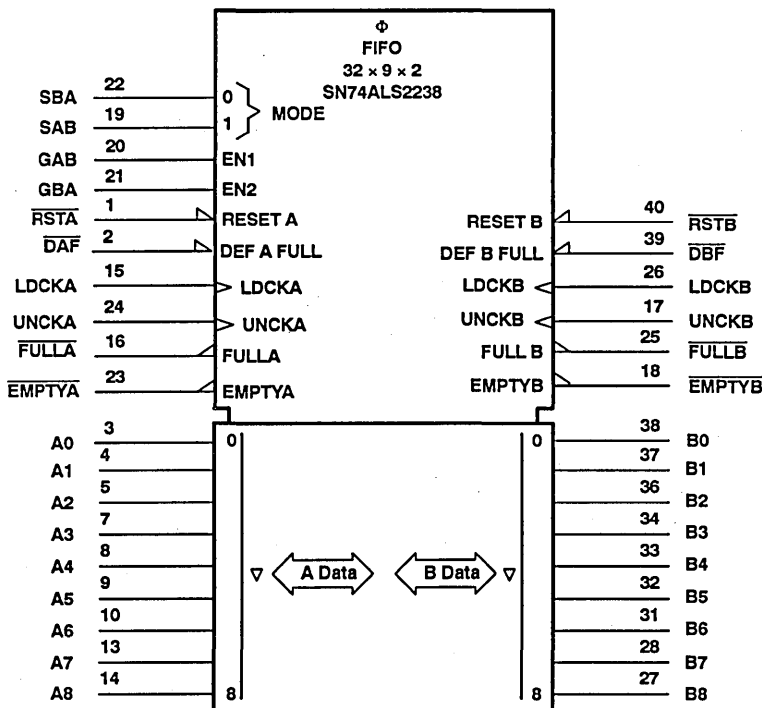 Φ
FIFO
32 × 9 × 2
SN74ALS2238
SBA 22 0
SAB 19 1
MODE
GAB 20 EN1
GBA 21 EN2
RSTA 1 RESET A
DAF 2 DEF A FULL
LDCKA 15 LDCKA
UNCKA 24 UNCKA
FULLA 16 FULLA
EMPTYA 23 EMPTYA
RESET B 40 RSTB
DEF B FULL 39 DBF
LDCKB 26 LDCKB
UNCKB 17 UNCKB
FULL B 25 FULLB
EMPTYB 18 EMPTYB
A0 3 0
A1 4
A2 5
A3 7
A4 8
A5 9
A6 10
A7 13
A8 14 8
A Data
B Data
0 38 B0
37 B1
36 B2
34 B3
33 B4
32 B5
31 B6
28 B7
8 27 B8